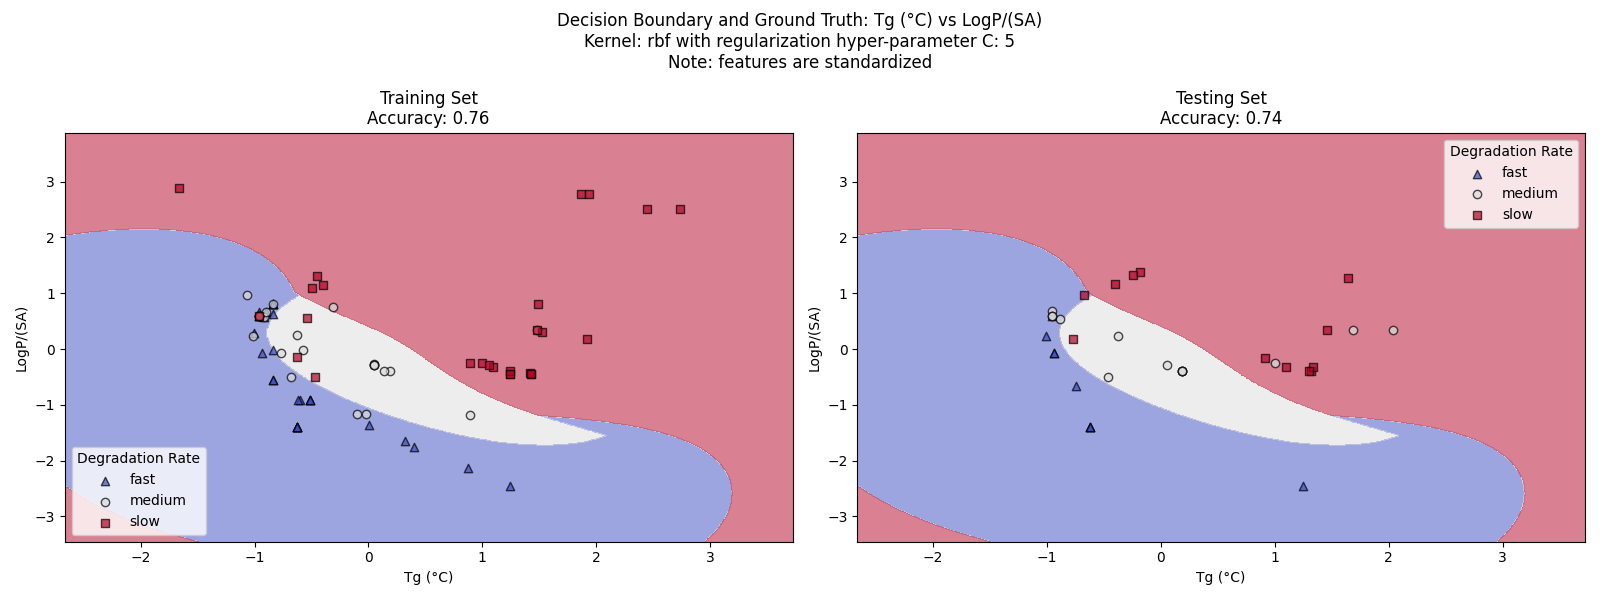 Decision Boundary and Ground Truth: Tg (°C) vs LogP/(SA)
Kernel: rbf with regularization hyper-parameter C: 5
Note: features are standardized
Training Set
Accuracy: 0.76
LogP/(SA)
3
2
1
0
−1
−2
−3
Degradation Rate
fast
medium
slow
−2
−1
0
1
2
3
Tg (°C)
Testing Set
Accuracy: 0.74
LogP/(SA)
3
2
1
0
−1
−2
−3
Degradation Rate
fast
medium
slow
−2
−1
0
1
2
3
Tg (°C)